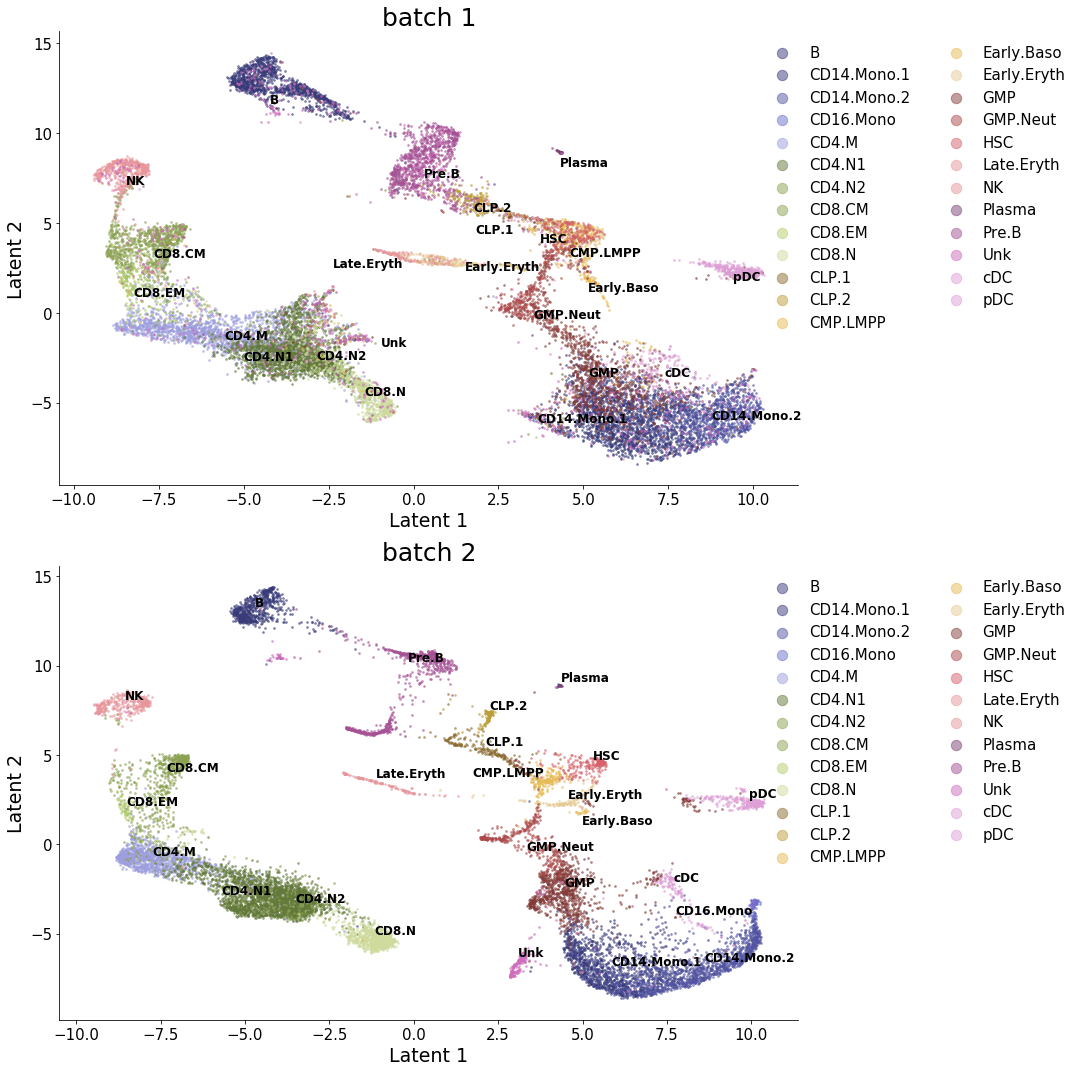 batch 1
15
10
5
0
−5
Latent 2
−10.0
−7.5
−5.0
−2.5
0.0
2.5
5.0
7.5
10.0
Latent 1
B
Pre.B
Plasma
NK
CLP.2
CLP.1
HSC
CD8.CM
CMP.LMPP
Late.Eryth
Early.Eryth
pDC
CD8.EM
Early.Baso
GMP.Neut
CD4.M
Unk
CD4.N1
CD4.N2
GMP
cDC
CD8.N
CD14.Mono.1
CD14.Mono.2
B
CD14.Mono.1
CD14.Mono.2
CD16.Mono
CD4.M
CD4.N1
CD4.N2
CD8.CM
CD8.EM
CD8.N
CLP.1
CLP.2
CMP.LMPP
Early.Baso
Early.Eryth
GMP
GMP.Neut
HSC
Late.Eryth
NK
Plasma
Pre.B
Unk
cDC
pDC
batch 2
15
10
5
0
−5
Latent 2
−10.0
−7.5
−5.0
−2.5
0.0
2.5
5.0
7.5
10.0
Latent 1
B
Pre.B
Plasma
NK
CLP.2
CLP.1
HSC
CD8.CM
Late.Eryth
CMP.LMPP
Early.Eryth
pDC
CD8.EM
Early.Baso
GMP.Neut
CD4.M
GMP
cDC
CD4.N1
CD4.N2
CD16.Mono
CD8.N
Unk
CD14.Mono.1
CD14.Mono.2
B
CD14.Mono.1
CD14.Mono.2
CD16.Mono
CD4.M
CD4.N1
CD4.N2
CD8.CM
CD8.EM
CD8.N
CLP.1
CLP.2
CMP.LMPP
Early.Baso
Early.Eryth
GMP
GMP.Neut
HSC
Late.Eryth
NK
Plasma
Pre.B
Unk
cDC
pDC